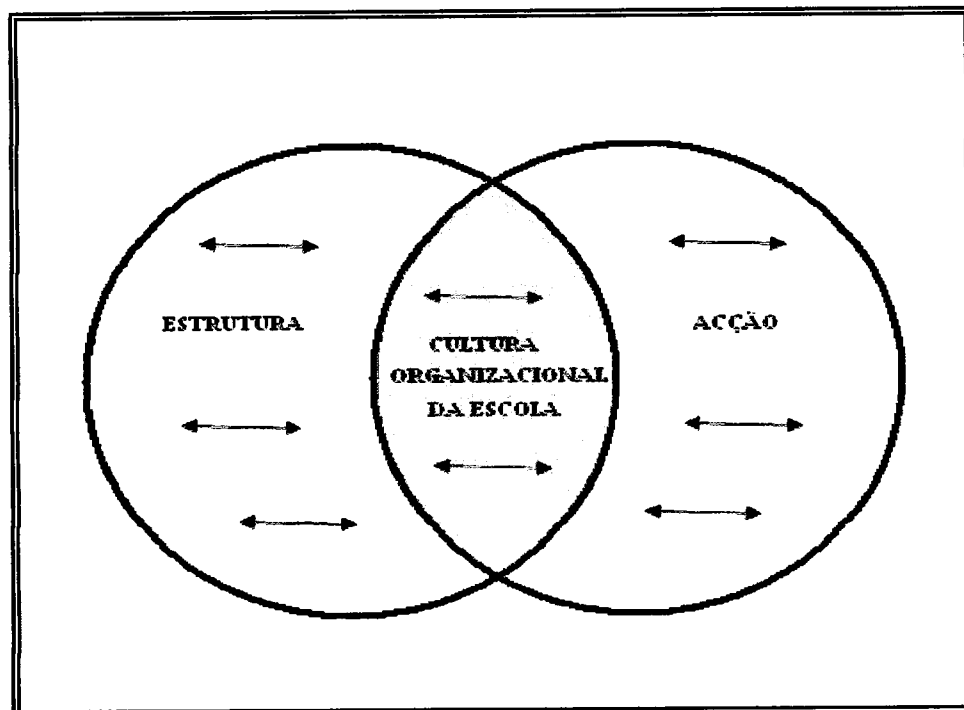 ESTRUTURA
CULTURA
ORGANIZACIONAL
DA ESCOLA
ACÇÃO